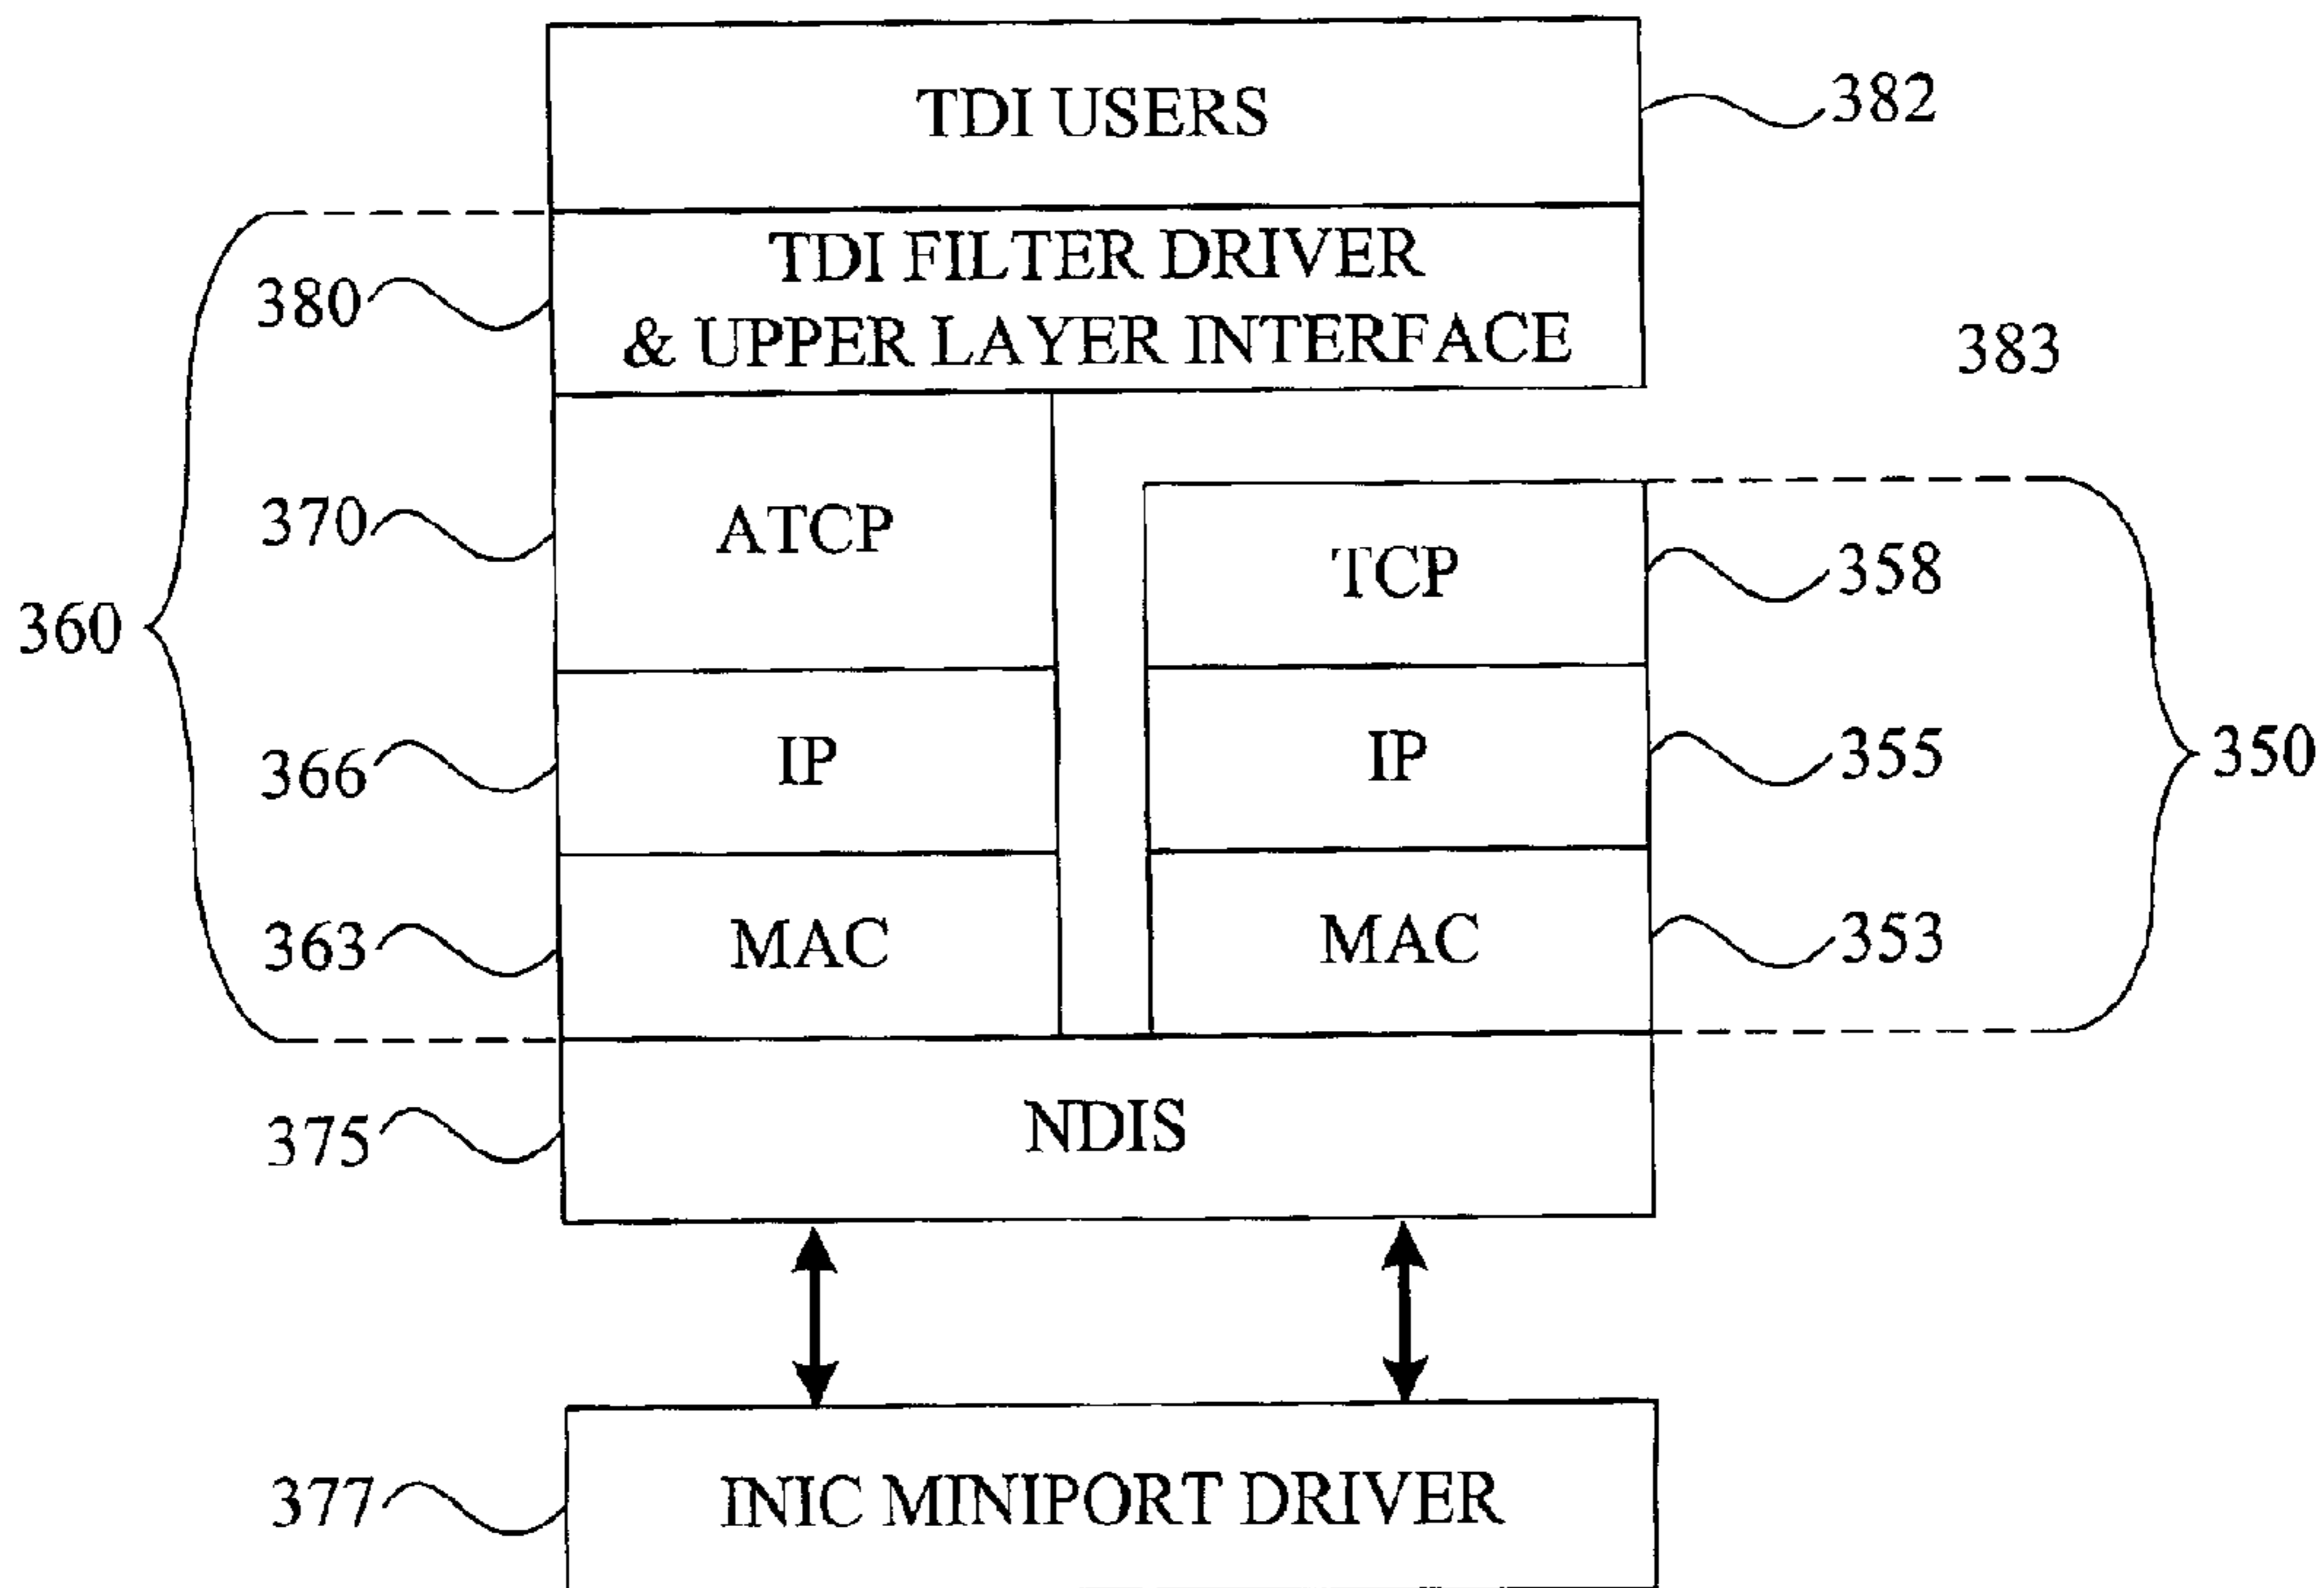 TDI USERS
382
TDI FILTER DRIVER
& UPPER LAYER INTERFACE
380
383
370
ATCP
TCP
358
360
366
IP
IP
355
350
363
MAC
MAC
353
375
NDIS
377
INIC MINIPORT DRIVER